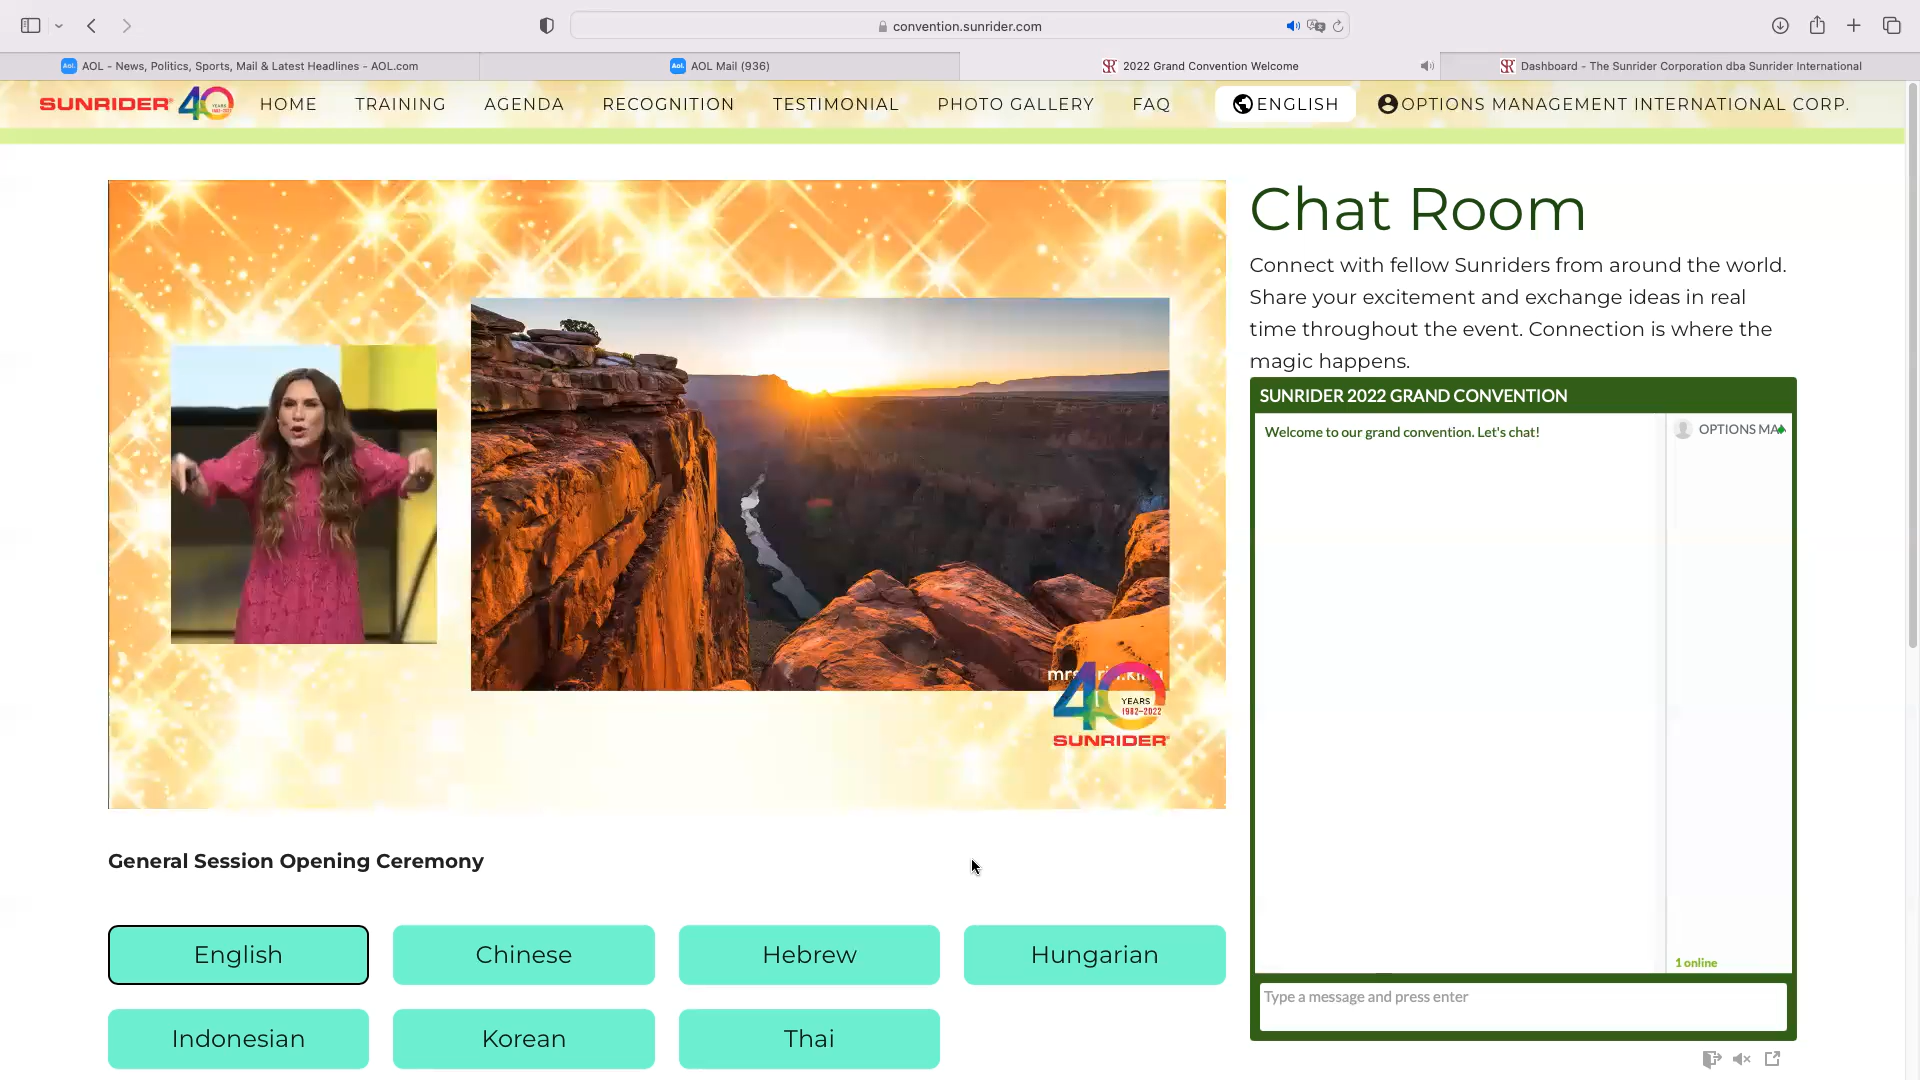 convention.sunrider.com
AOL - News, Politics, Sports, Mail & Latest Headlines - AOL.com
AOL Mail (936)
2022 Grand Convention Welcome
Dashboard - The Sunrider Corporation dba Sunrider International
SUNRIDER 40 YEARS
HOME
TRAINING
AGENDA
RECOGNITION
TESTIMONIAL
PHOTO GALLERY
FAQ
ENGLISH
OPTIONS MANAGEMENT INTERNATIONAL CORP.
40 YEARS
1982-2022
SUNRIDER
General Session Opening Ceremony
English
Chinese
Hebrew
Hungarian
Indonesian
Korean
Thai
Chat Room
Connect with fellow Sunriders from around the world.
Share your excitement and exchange ideas in real
time throughout the event. Connection is where the
magic happens.
SUNRIDER 2022 GRAND CONVENTION
Welcome to our grand convention. Let's chat!
OPTIONS MA
1 online
Type a message and press enter